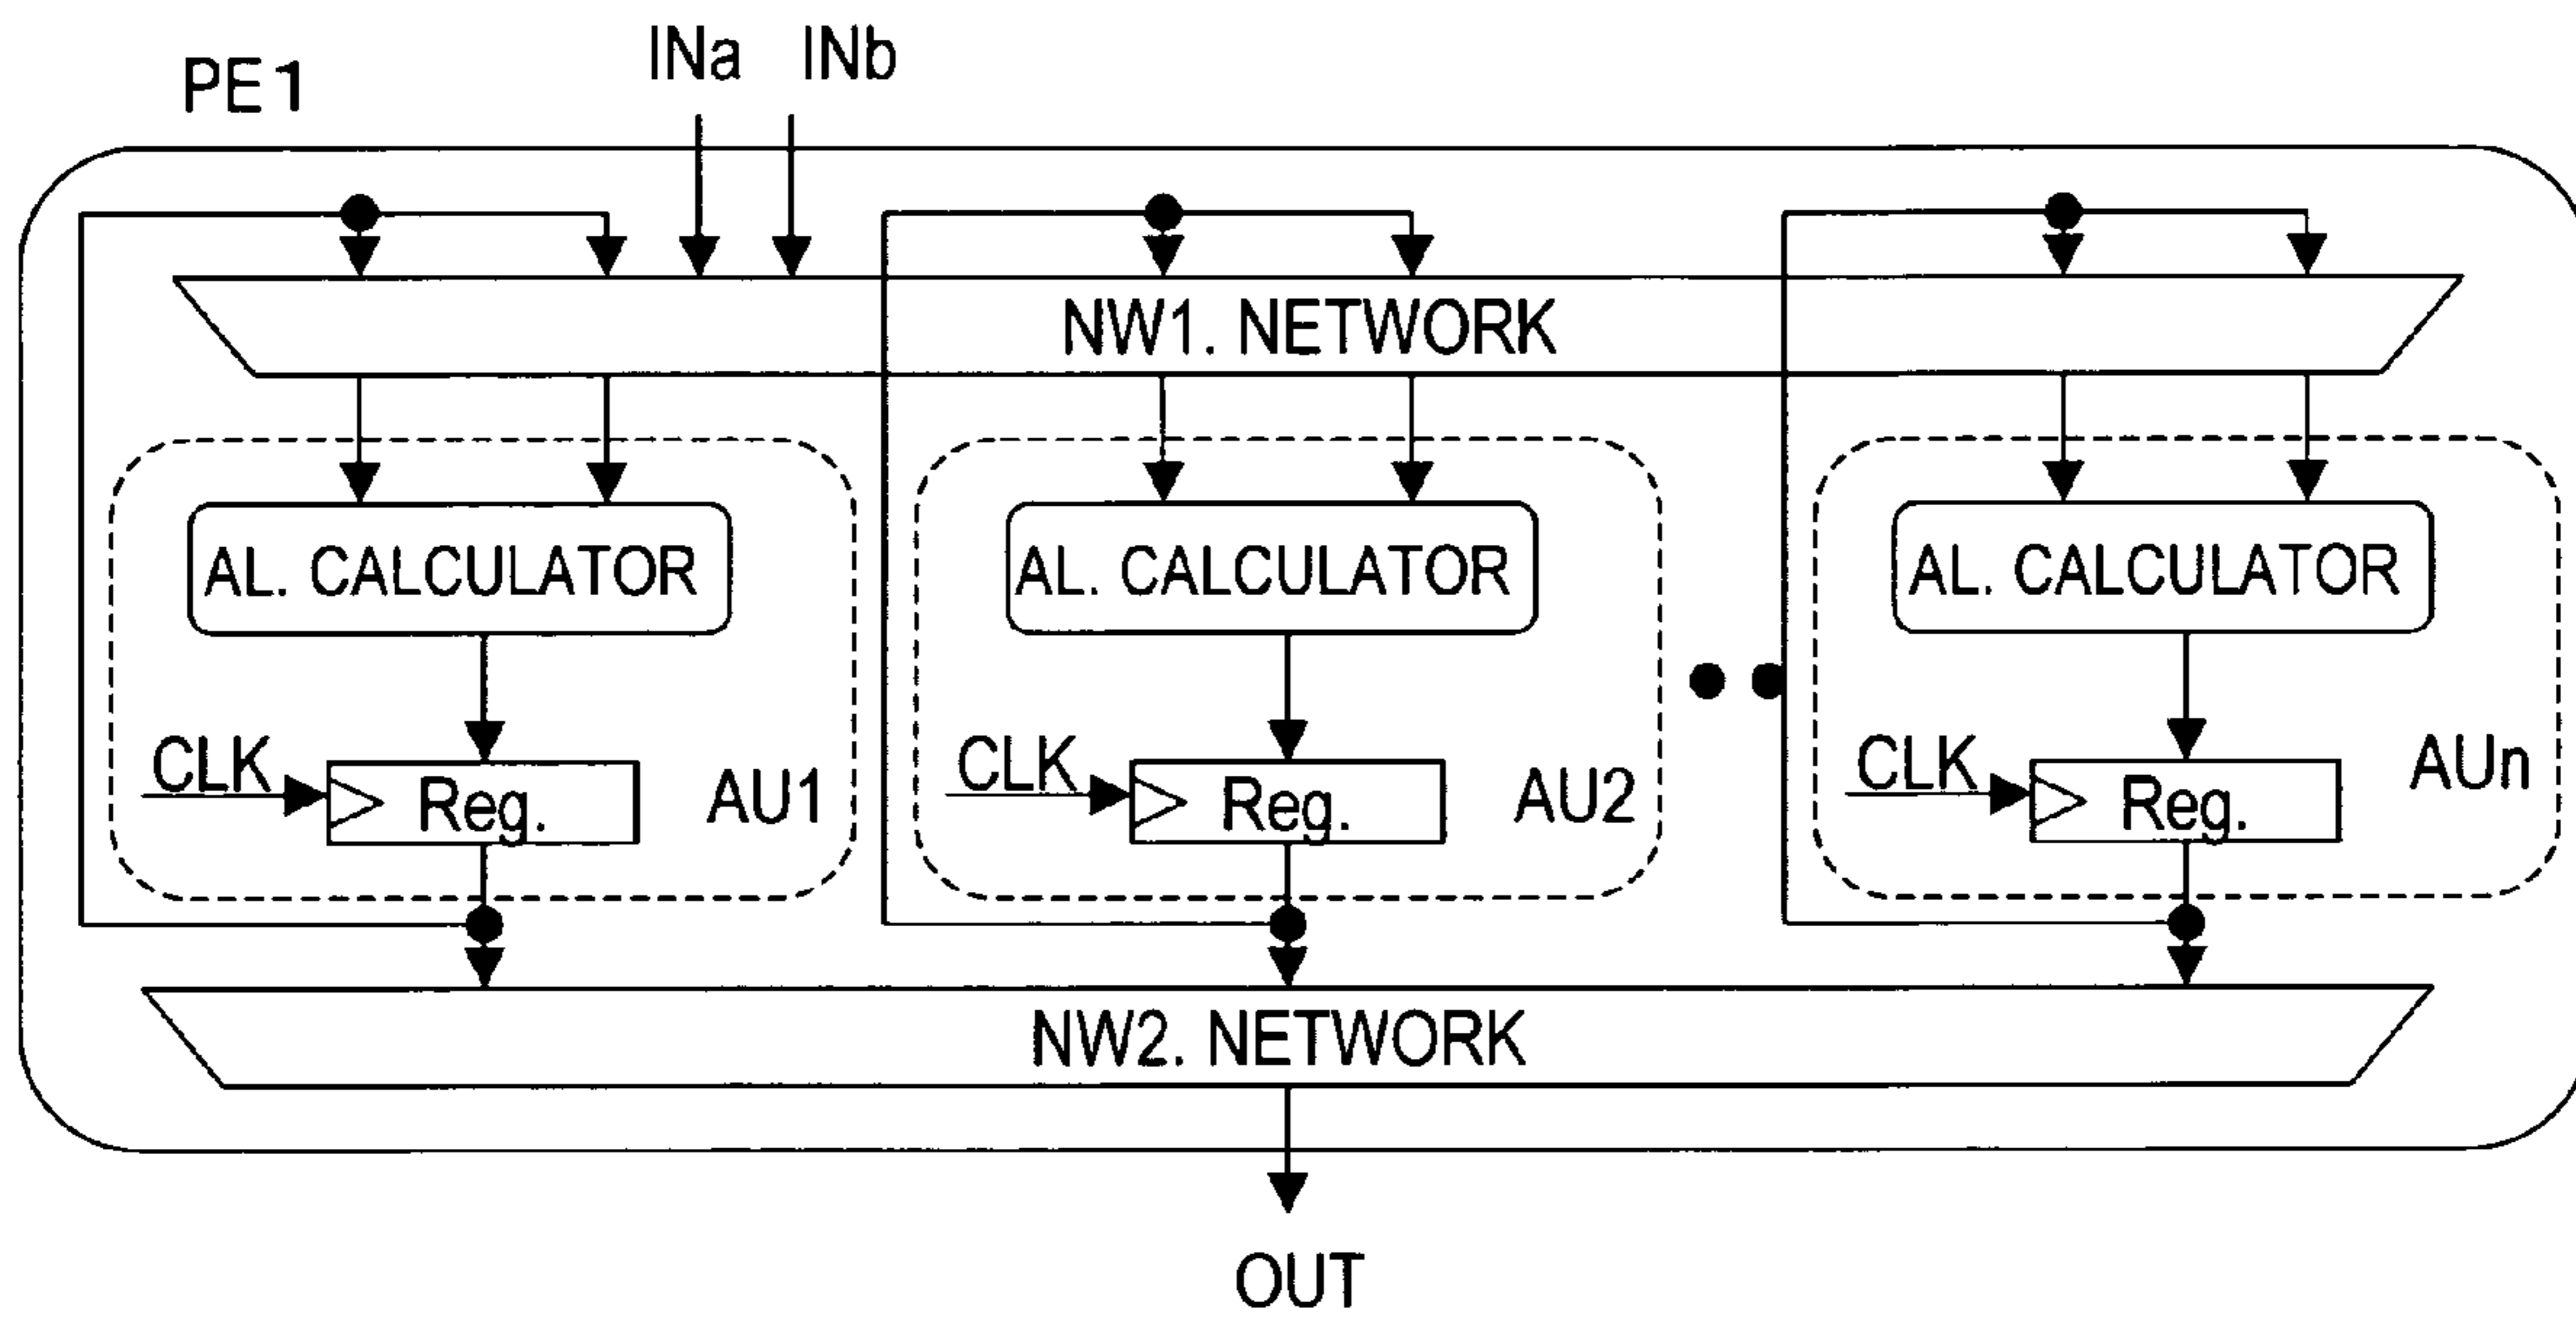 PE1
INa INb
NW1. NETWORK
AL. CALCULATOR AL. CALCULATOR AL. CALCULATOR
CLK Reg. AU1 CLK Reg. AU2 CLK Reg. AUn
NW2. NETWORK
OUT